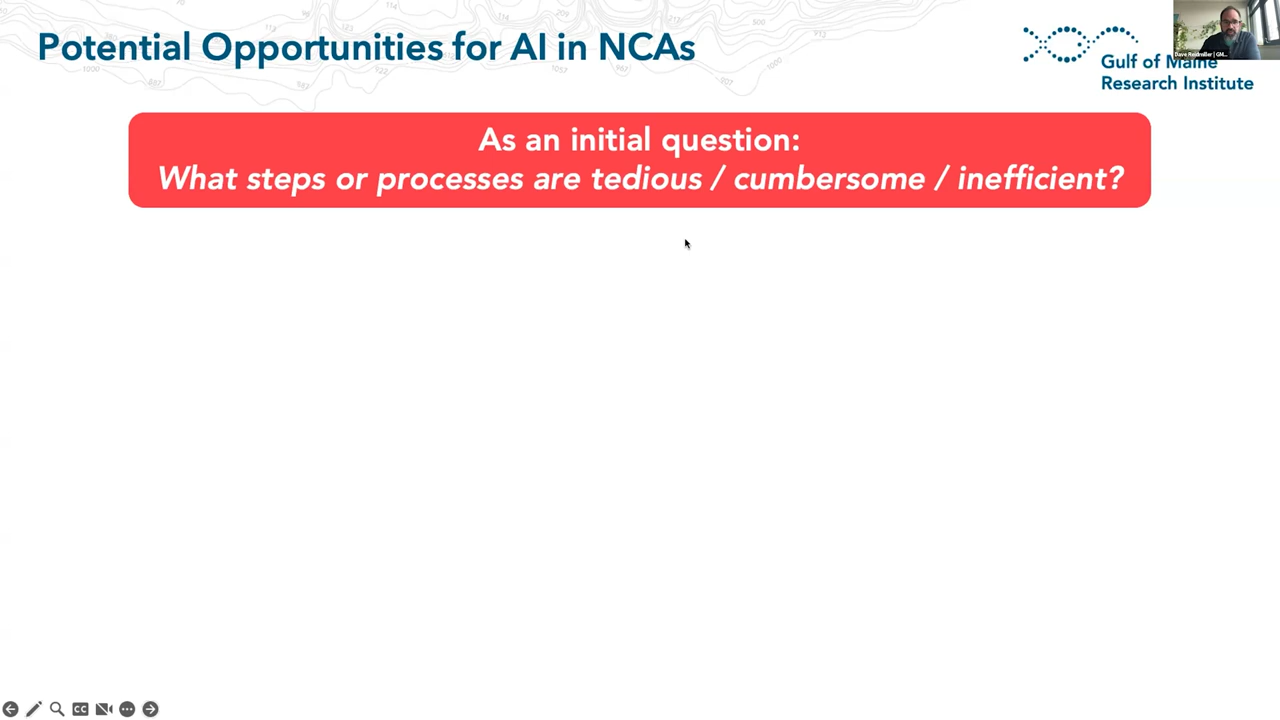 Potential Opportunities for AI in NCAs
Gulf of Maine
Research Institute
As an initial question:
What steps or processes are tedious / cumbersome / inefficient?
CC